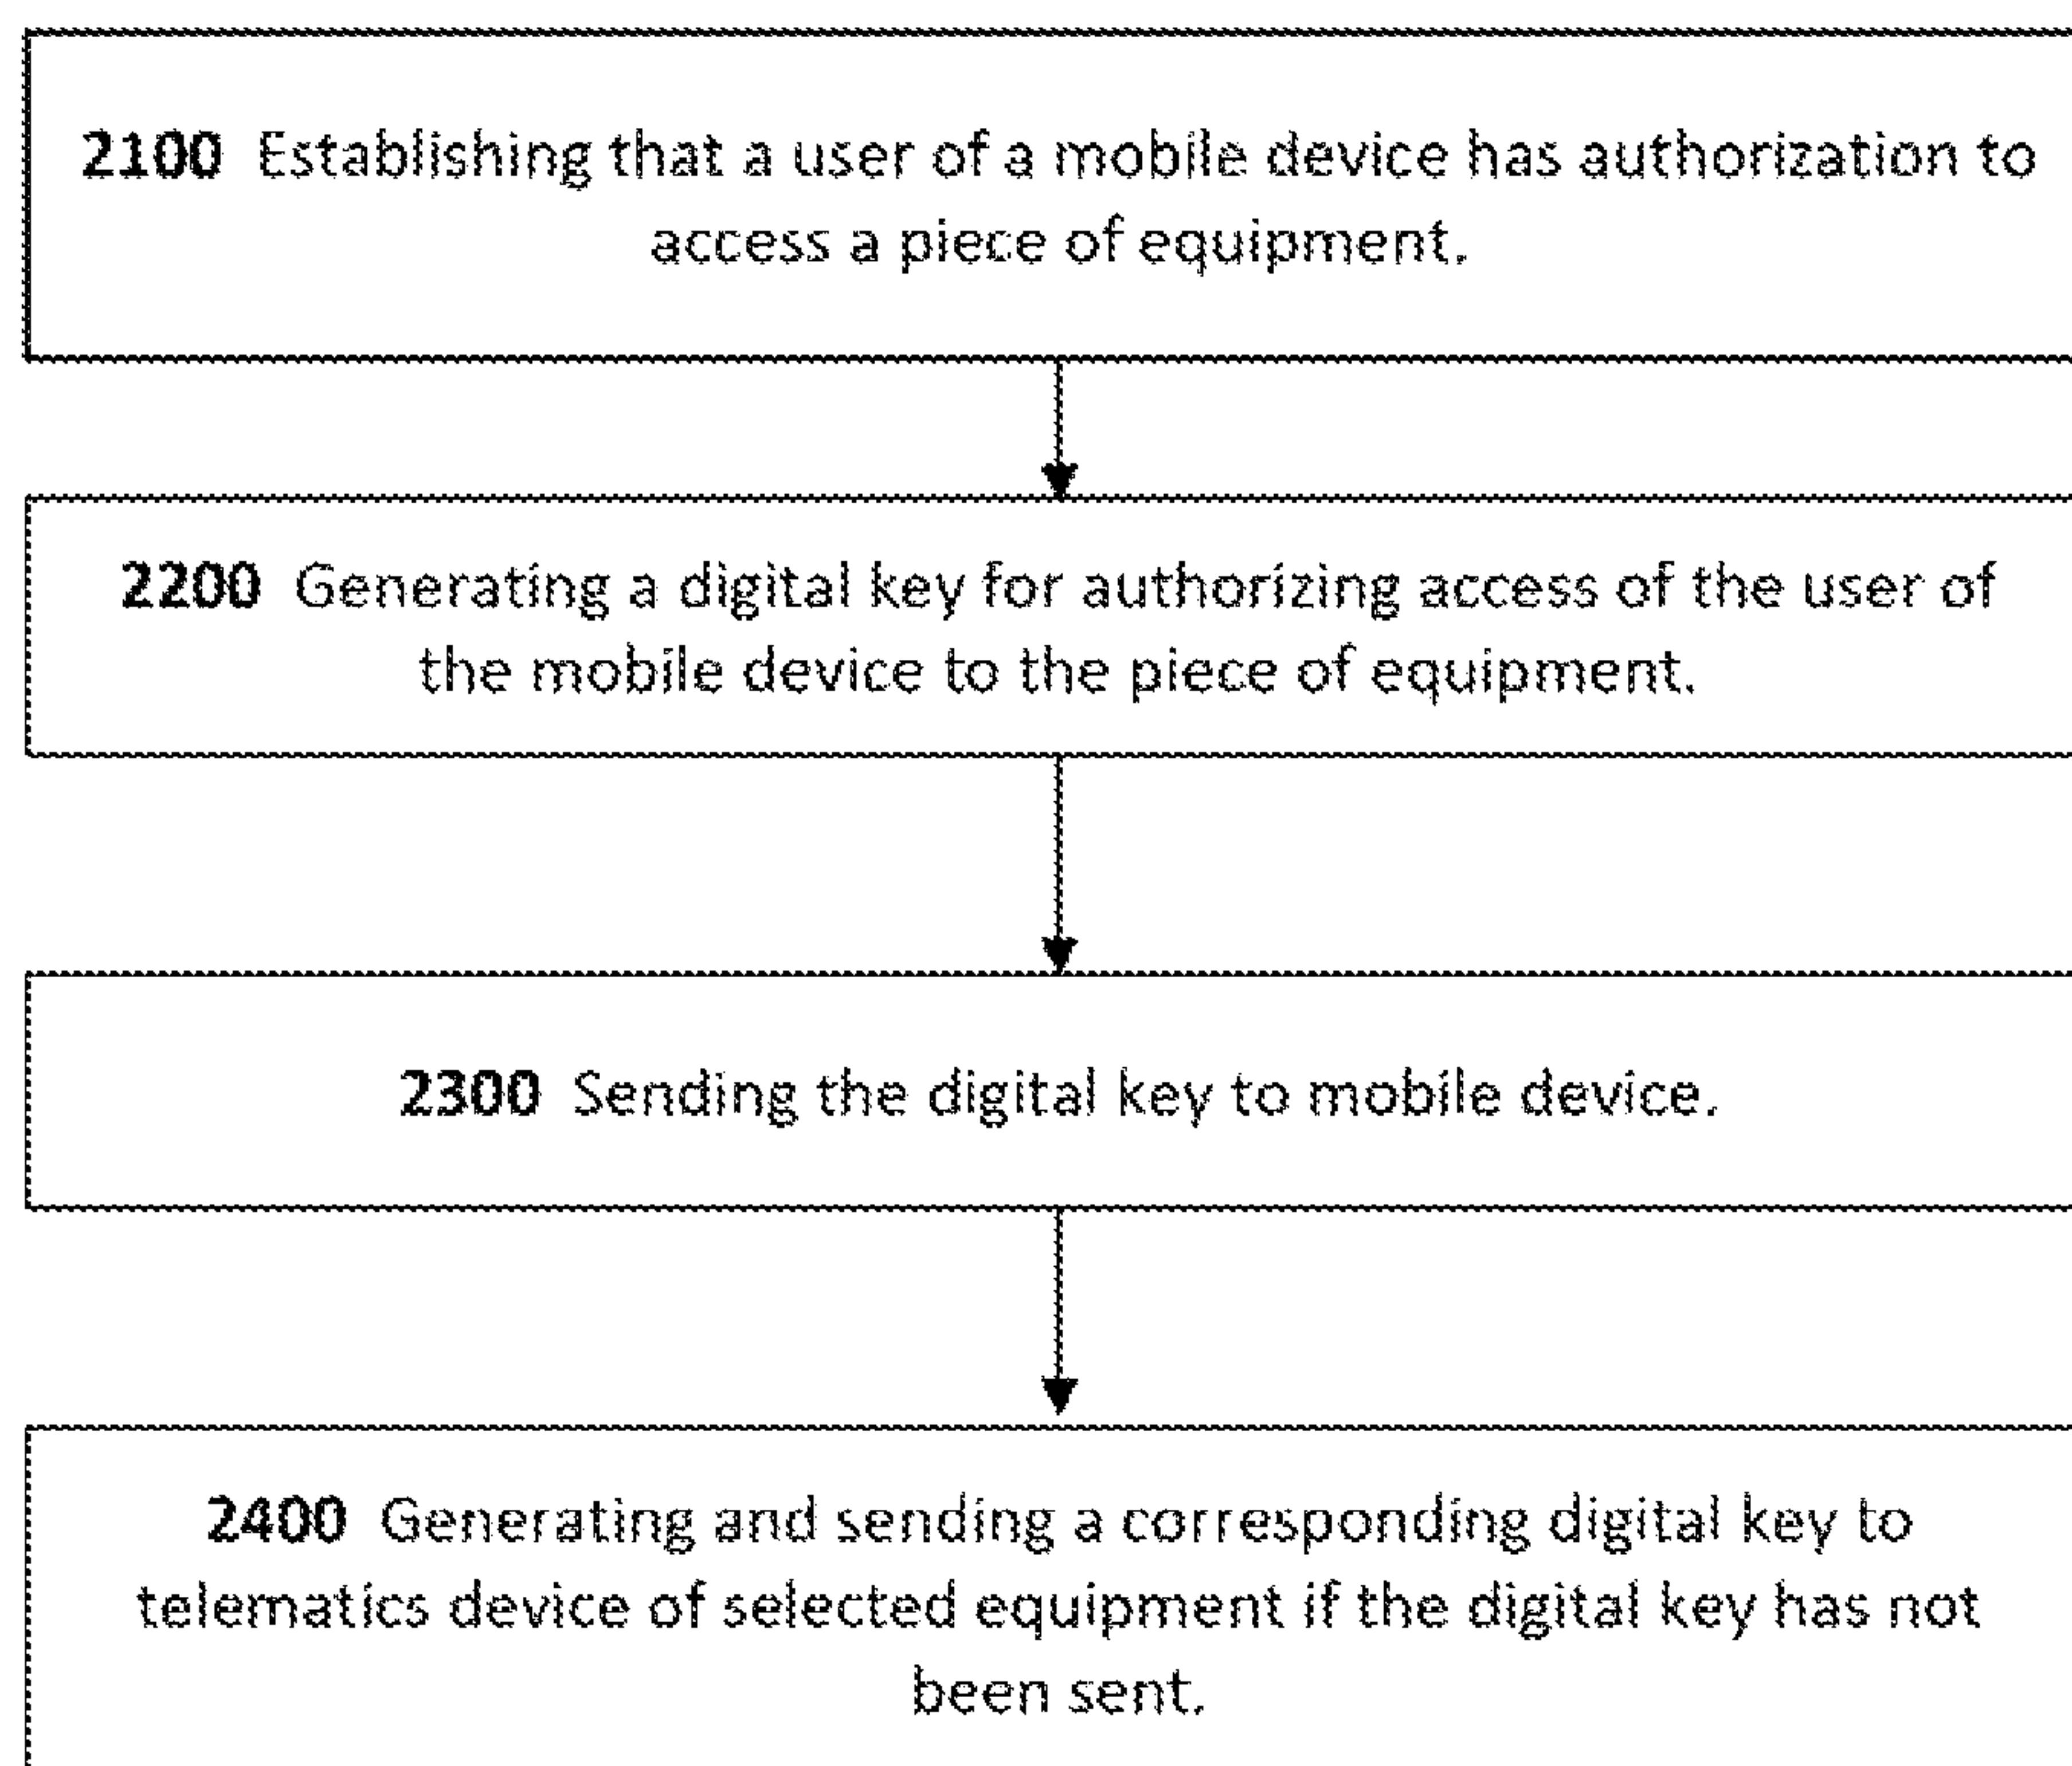 2100 Establishing that a user of a mobile device has authorization to
access a piece of equipment.
2200 Generating a digital key for authorizing access of the user of
the mobile device to the piece of equipment.
2300 Sending the digital key to mobile device.
2400 Generating and sending a corresponding digital key to
telematics device of selected equipment if the digital key has not
been sent.